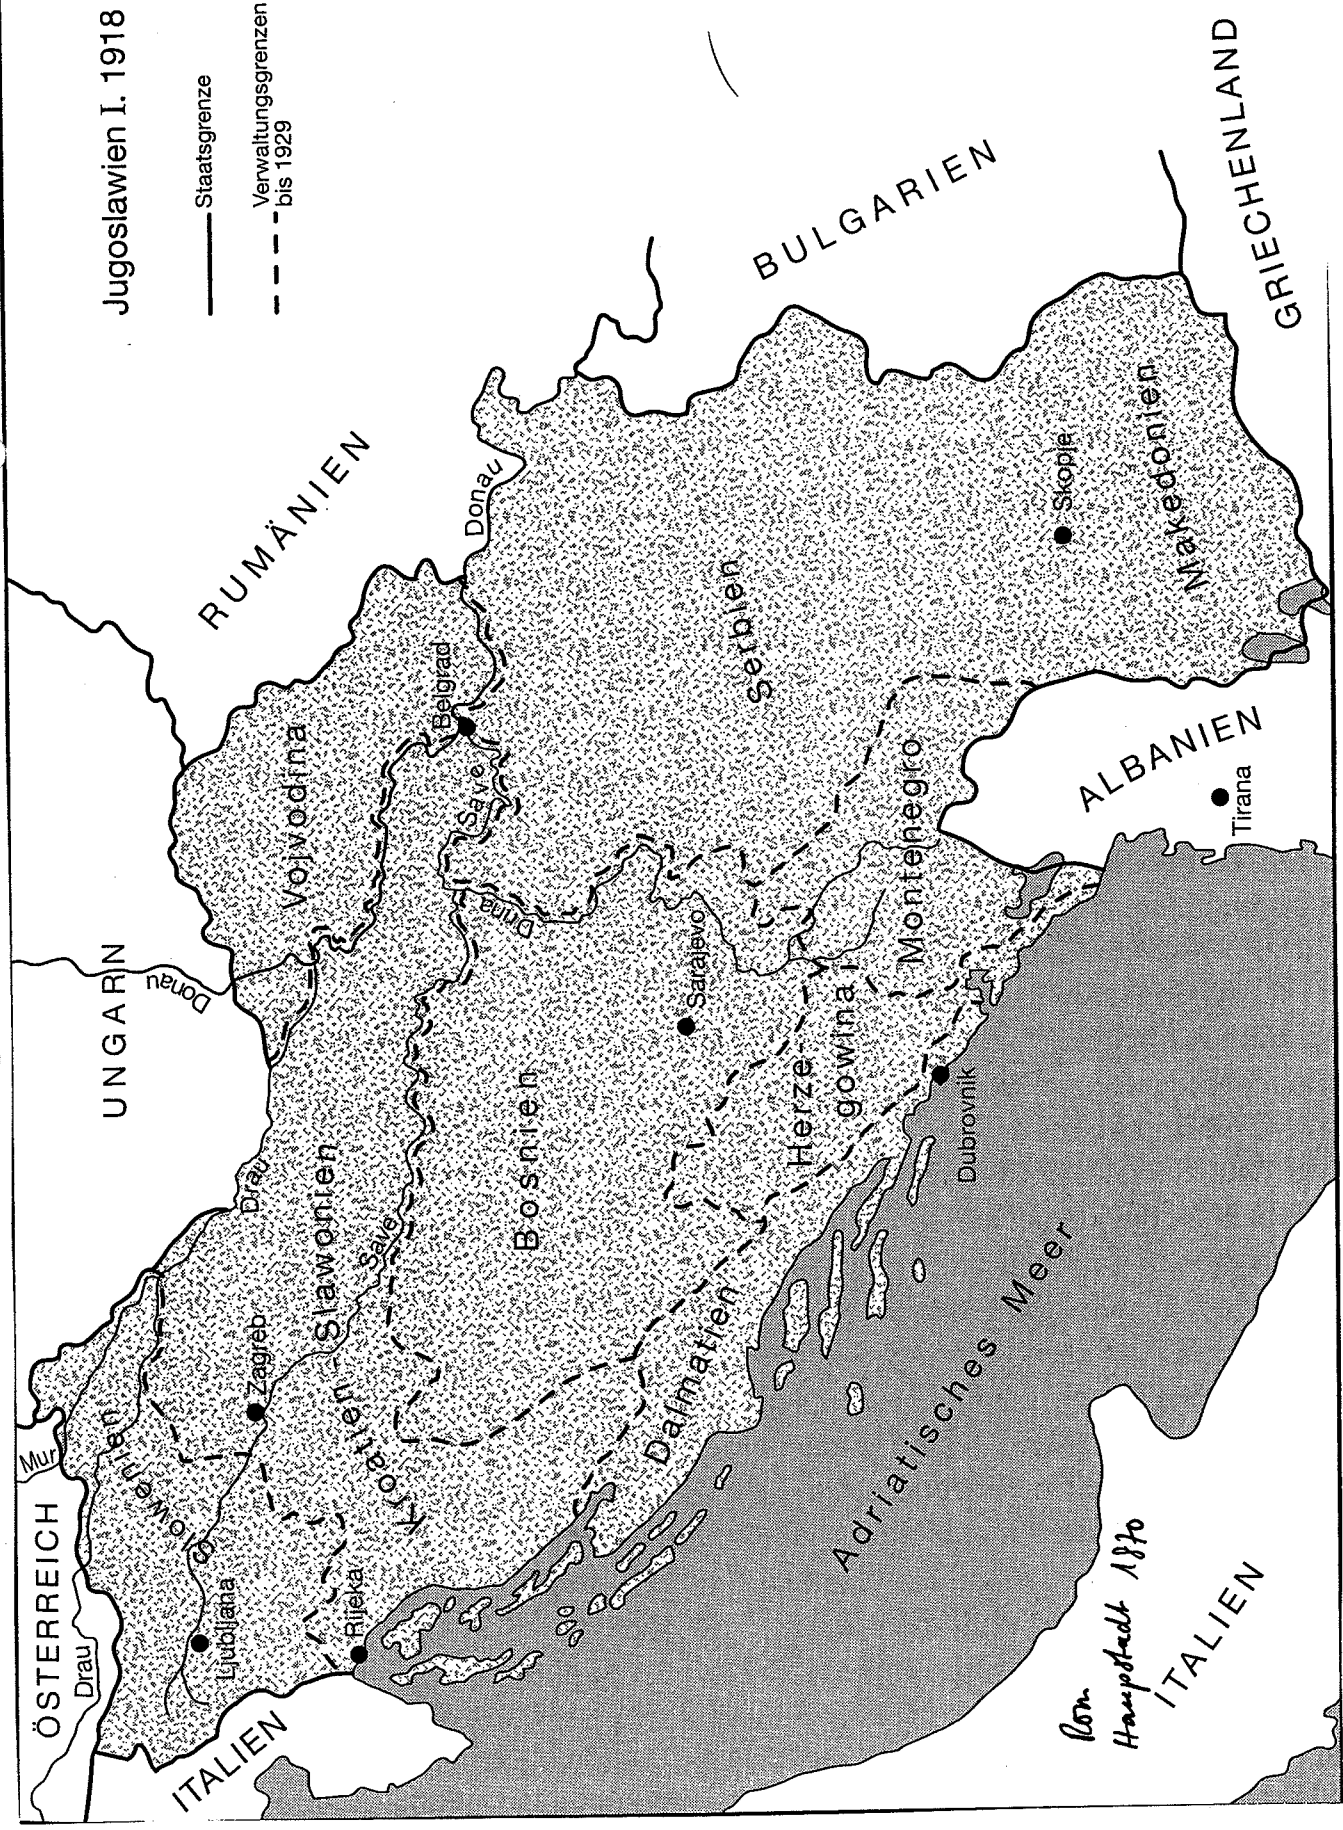 Jugoslawien I. 1918
Staatsgrenze
Verwaltungsgrenzen
bis 1929
ÖSTERREICH
Mur
Drau
UNGARN
Donau
RUMÄNIEN
Slowenien
Ljubljana
Zagreb
Drau
Vojvodina
Kroatien - Slawonien
Save
Rijeka
ITALIEN
Belgrad
Save
Donau
Drina
Bosnien
Sarajevo
Serbien
BULGARIEN
Dalmatien
Herze-
gowina
Montenegro
Dubrovnik
Skopje
Makedonien
ALBANIEN
Tirana
GRIECHENLAND
Adriatisches Meer
Rom
Hauptstadt 1870
ITALIEN